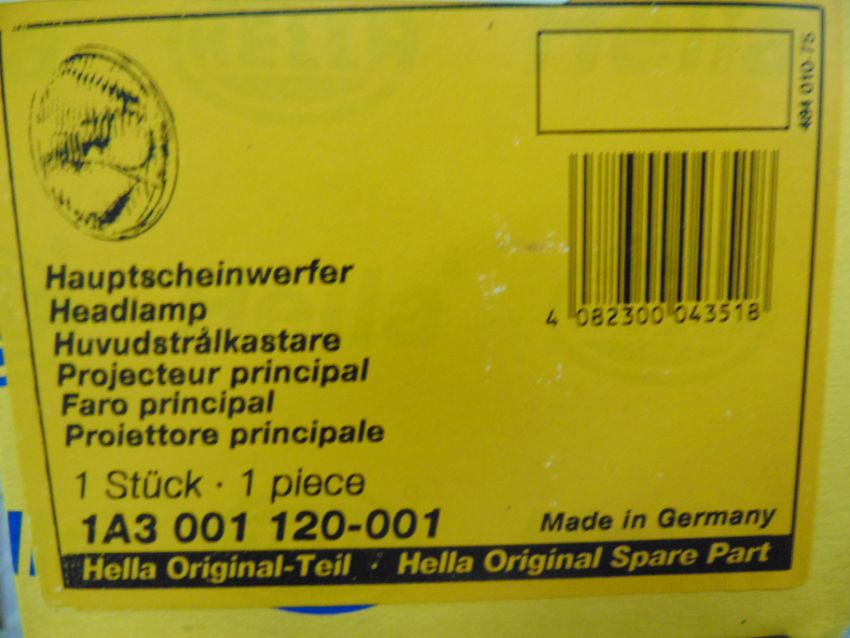 494 010-75
4 082300 043518
Hauptscheinwerfer
Headlamp
Huvudstrålkastare
Projecteur principal
Faro principal
Proiettore principale
1 Stück · 1 piece
1A3 001 120-001
Made in Germany
Hella Original-Teil · Hella Original Spare Part